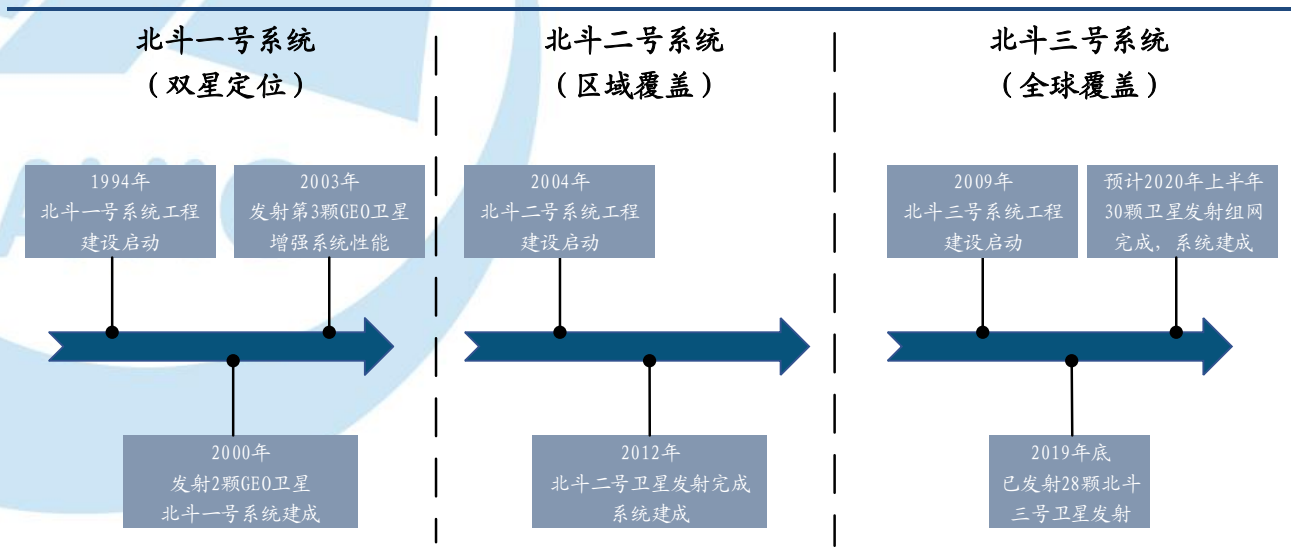 北斗一号系统
（双星定位）
北斗二号系统
（区域覆盖）
北斗三号系统
（全球覆盖）
1994年
北斗一号系统工程
建设启动
2003年
发射第3颗GEO卫星
增强系统性能
2004年
北斗二号系统工程
建设启动
2009年
北斗三号系统工程
建设启动
预计2020年上半年
30颗卫星发射组网
完成，系统建成
2000年
发射2颗GEO卫星
北斗一号系统建成
2012年
北斗二号卫星发射完成
系统建成
2019年底
已发射28颗北斗
三号卫星发射